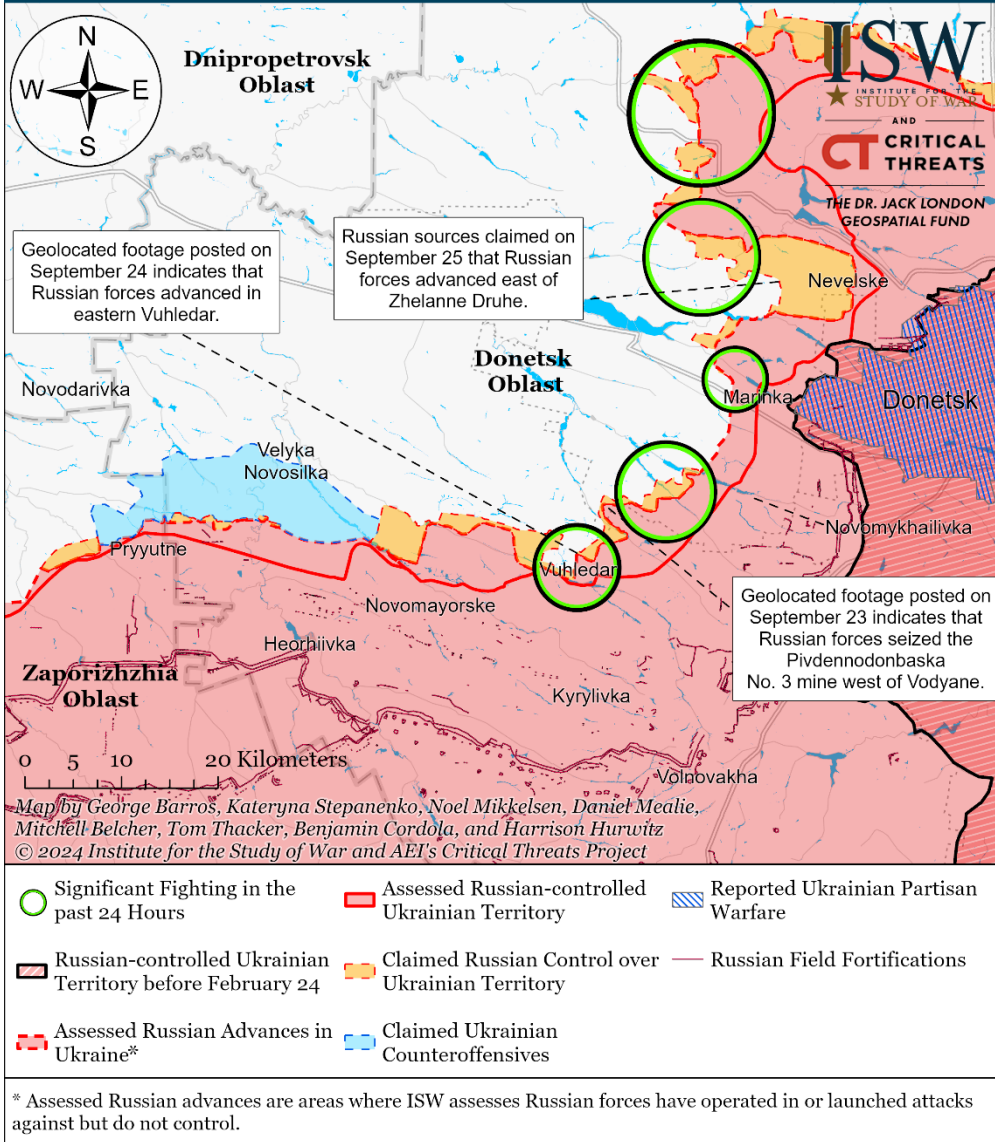 N
W
E
S
Dnipropetrovsk
Oblast
ISW
INSTITUTE FOR THE
STUDY OF WAR
AND
CT CRITICAL
THREATS
THE DR. JACK LONDON
GEOSPATIAL FUND
Geolocated footage posted on
September 24 indicates that
Russian forces advanced in
eastern Vuhledar.
Russian sources claimed on
September 25 that Russian
forces advanced east of
Zhelanne Druhe.
Nevelske
Donetsk
Oblast
Novodarivka
Marinka
Donetsk
Velyka
Novosilka
Novomykhailivka
Pryyutne
Vuhledar
Novomayorske
Geolocated footage posted on
September 23 indicates that
Russian forces seized the
Pivdennodonbaska
No. 3 mine west of Vodyane.
Heorhiivka
Zaporizhzhia
Oblast
Kyrylivka
0 5 10 20 Kilometers
Volnovakha
Map by George Barros, Kateryna Stepanenko, Noel Mikkelsen, Daniel Mealie,
Mitchell Belcher, Tom Thacker, Benjamin Cordola, and Harrison Hurwitz
© 2024 Institute for the Study of War and AEI's Critical Threats Project
Significant Fighting in the
past 24 Hours
Assessed Russian-controlled
Ukrainian Territory
Reported Ukrainian Partisan
Warfare
Russian-controlled Ukrainian
Territory before February 24
Claimed Russian Control over
Ukrainian Territory
Russian Field Fortifications
Assessed Russian Advances in
Ukraine*
Claimed Ukrainian
Counteroffensives
* Assessed Russian advances are areas where ISW assesses Russian forces have operated in or launched attacks
against but do not control.